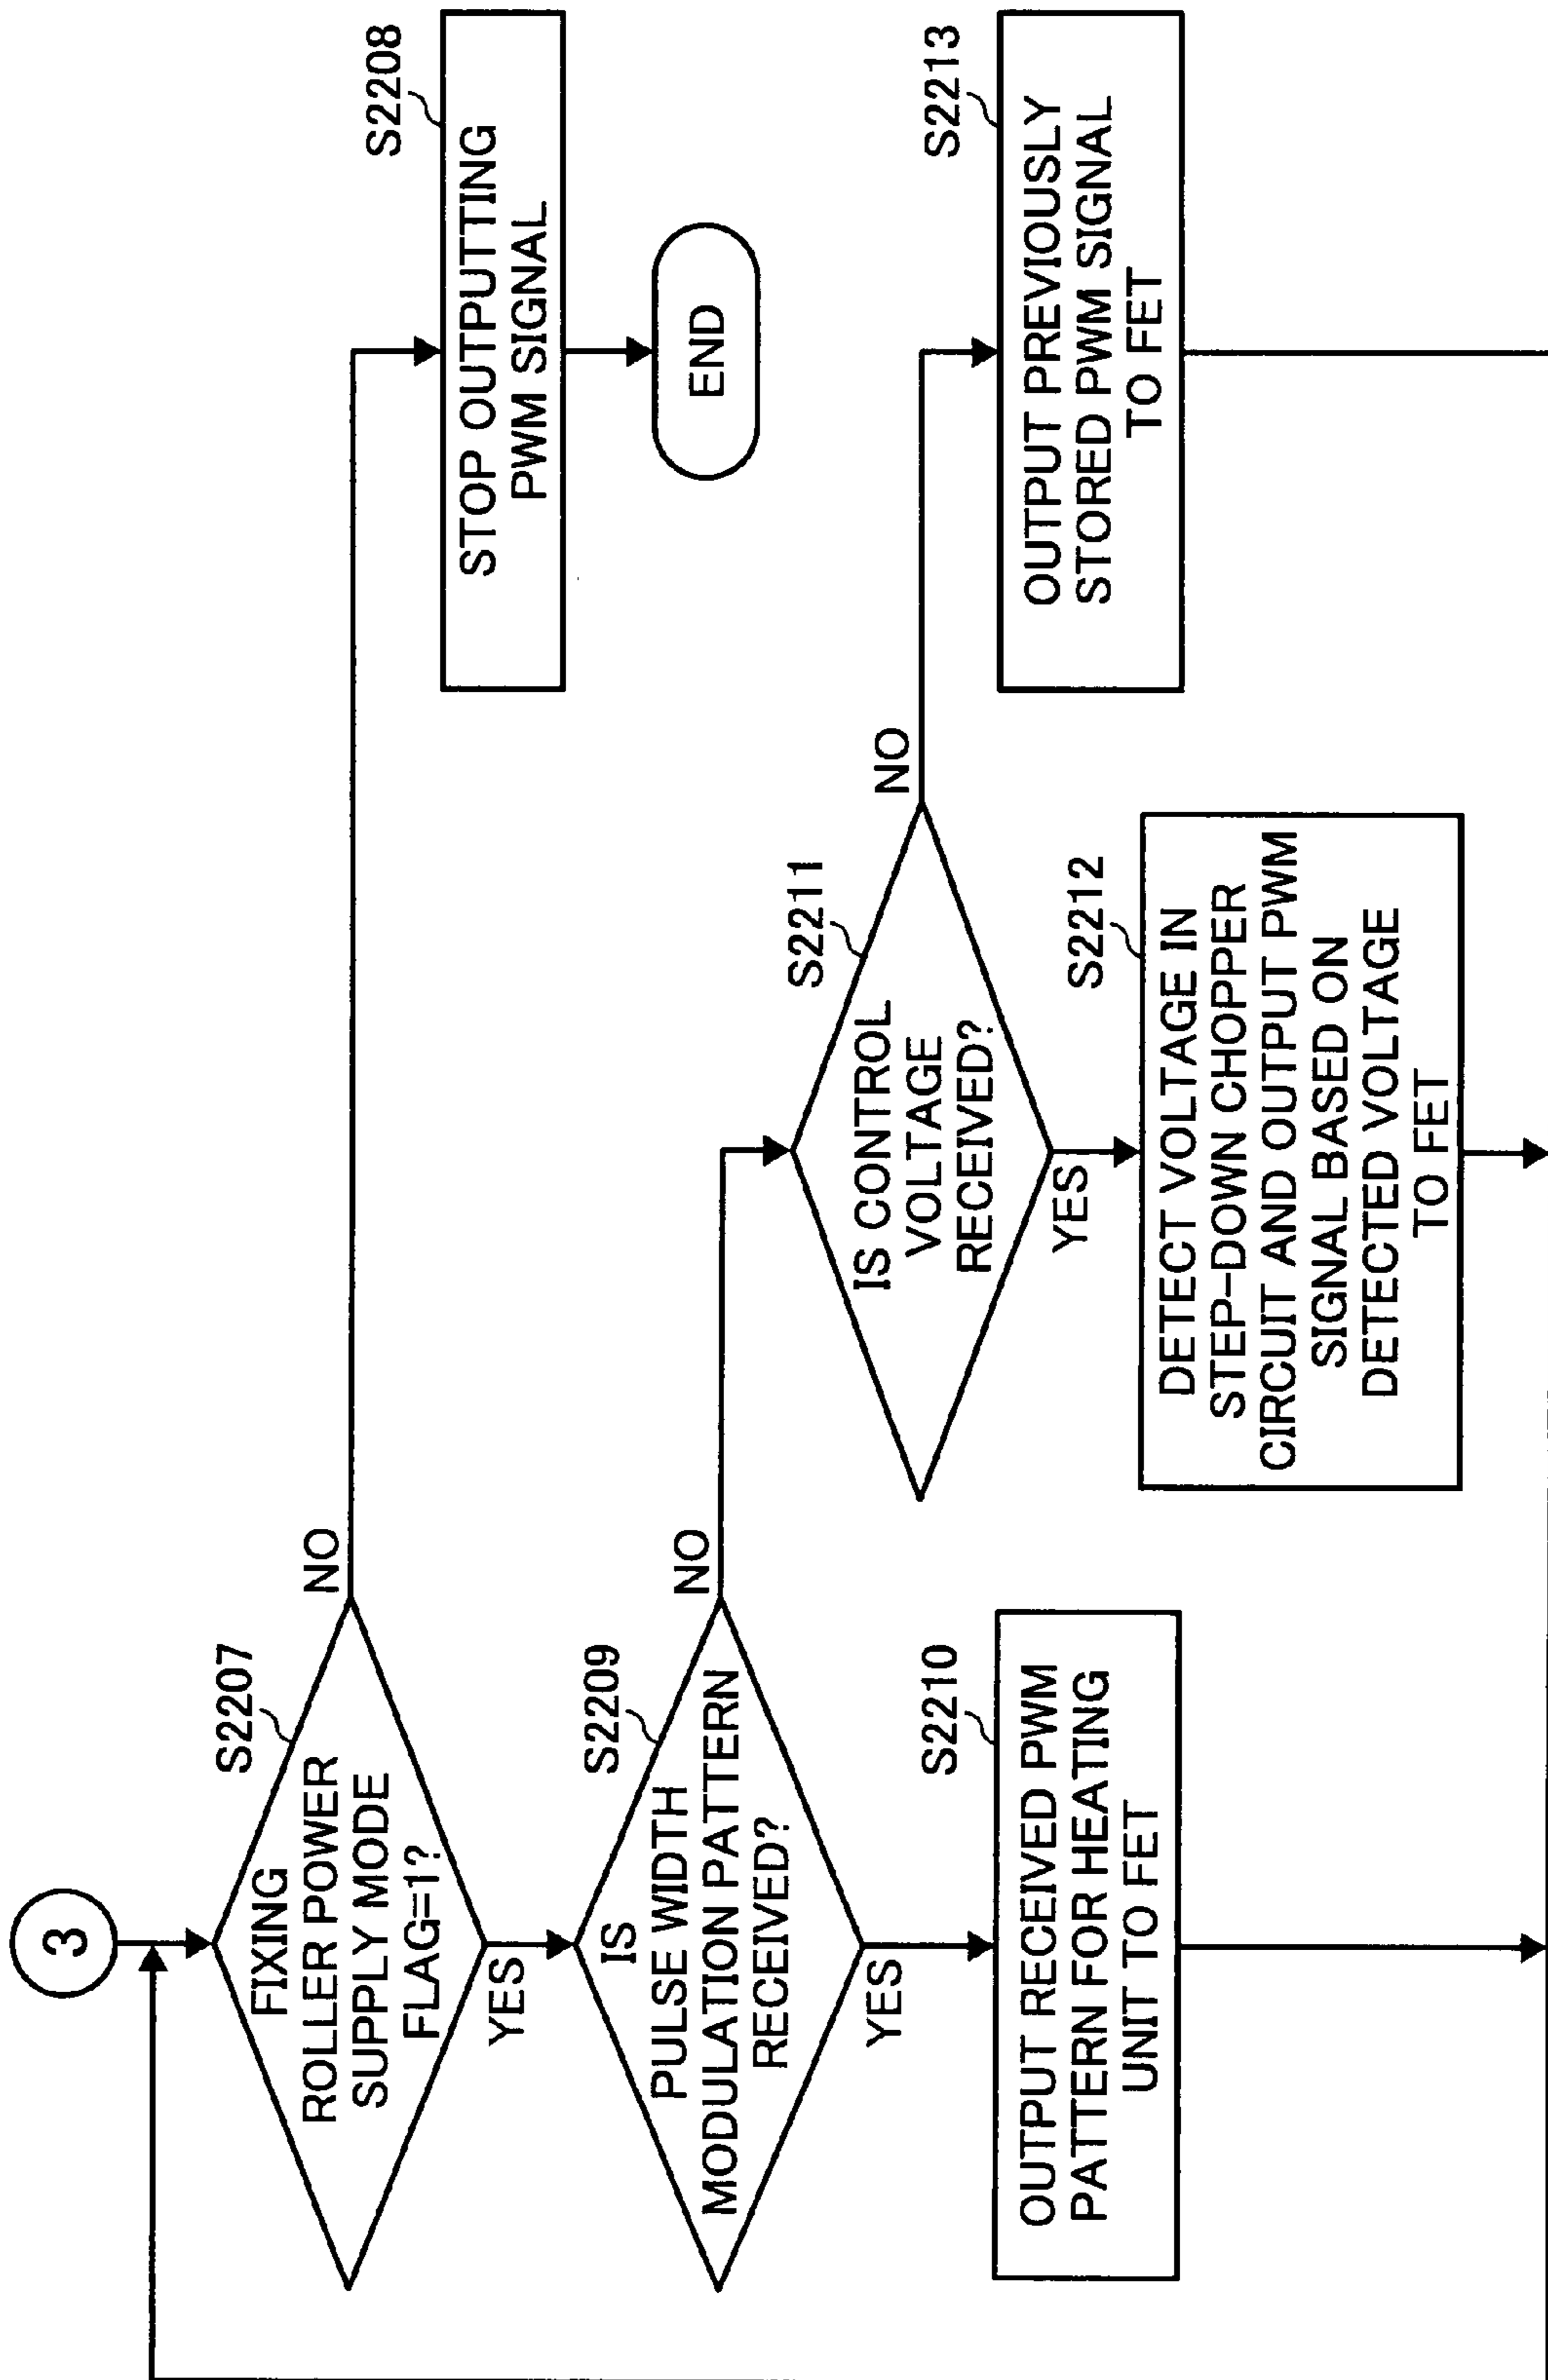 3
S2207
FIXING
ROLLER POWER
SUPPLY MODE
FLAG=1?
NO
YES
S2208
STOP OUTPUTTING
PWM SIGNAL
END
S2209
IS
PULSE WIDTH
MODULATION PATTERN
RECEIVED?
NO
YES
S2210
OUTPUT RECEIVED PWM
PATTERN FOR HEATING
UNIT TO FET
S2211
IS CONTROL
VOLTAGE
RECEIVED?
NO
YES
S2212
DETECT VOLTAGE IN
STEP-DOWN CHOPPER
CIRCUIT AND OUTPUT PWM
SIGNAL BASED ON
DETECTED VOLTAGE
TO FET
S2213
OUTPUT PREVIOUSLY
STORED PWM SIGNAL
TO FET